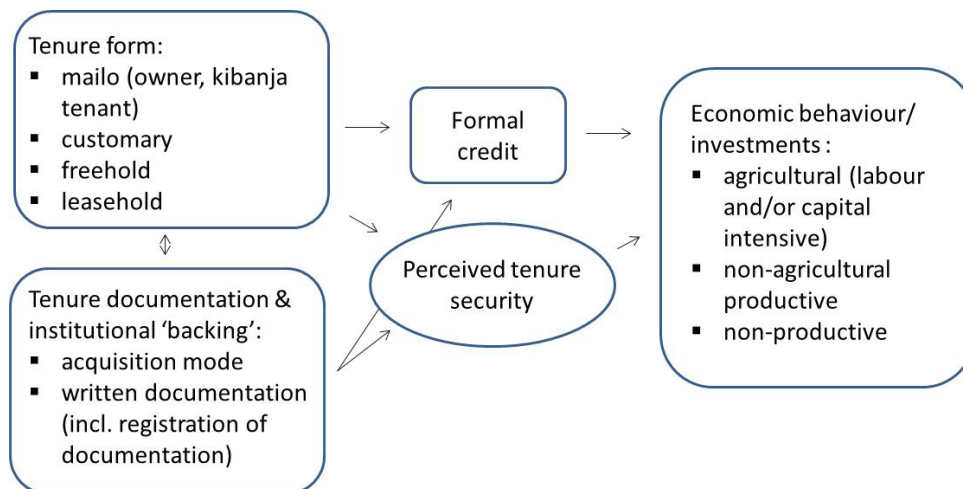 Tenure form:
▪ mailo (owner, kibanja
tenant)
▪ customary
▪ freehold
▪ leasehold
Tenure documentation &
institutional ‘backing’:
▪ acquisition mode
▪ written documentation
(incl. registration of
documentation)
Formal
credit
Perceived tenure
security
Economic behaviour/
investments :
▪ agricultural (labour
and/or capital
intensive)
▪ non-agricultural
productive
▪ non-productive